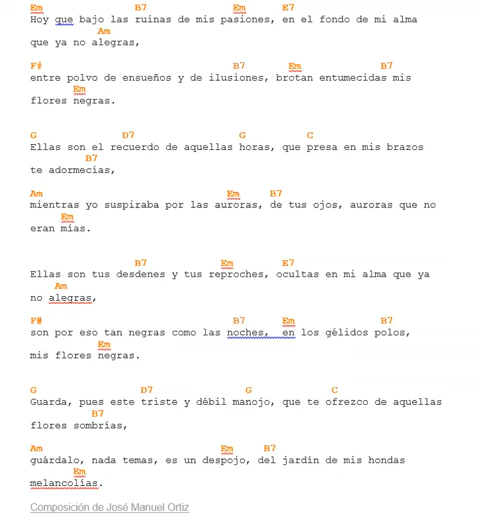 Em B7 Em E7
Hoy que bajo las ruinas de mis pasiones, en el fondo de mi alma
Am
que ya no alegras,
F# B7 Em B7
entre polvo de ensueños y de ilusiones, brotan entumecidas mis
Em
flores negras.
G D7 G C
Ellas son el recuerdo de aquellas horas, que presa en mis brazos
B7
te adormecías,
Am Em B7
mientras yo suspiraba por las auroras, de tus ojos, auroras que no
Em
eran mías.
B7 Em E7
Ellas son tus desdenes y tus reproches, ocultas en mi alma que ya
Am
no alegras,
F# B7 Em B7
son por eso tan negras como las noches, en los gélidos polos,
Em
mis flores negras.
G D7 G C
Guarda, pues este triste y débil manojo, que te ofrezco de aquellas
B7
flores sombrías,
Am Em B7
guárdalo, nada temas, es un despojo, del jardín de mis hondas
Em
melancolías.
Composición de José Manuel Ortiz